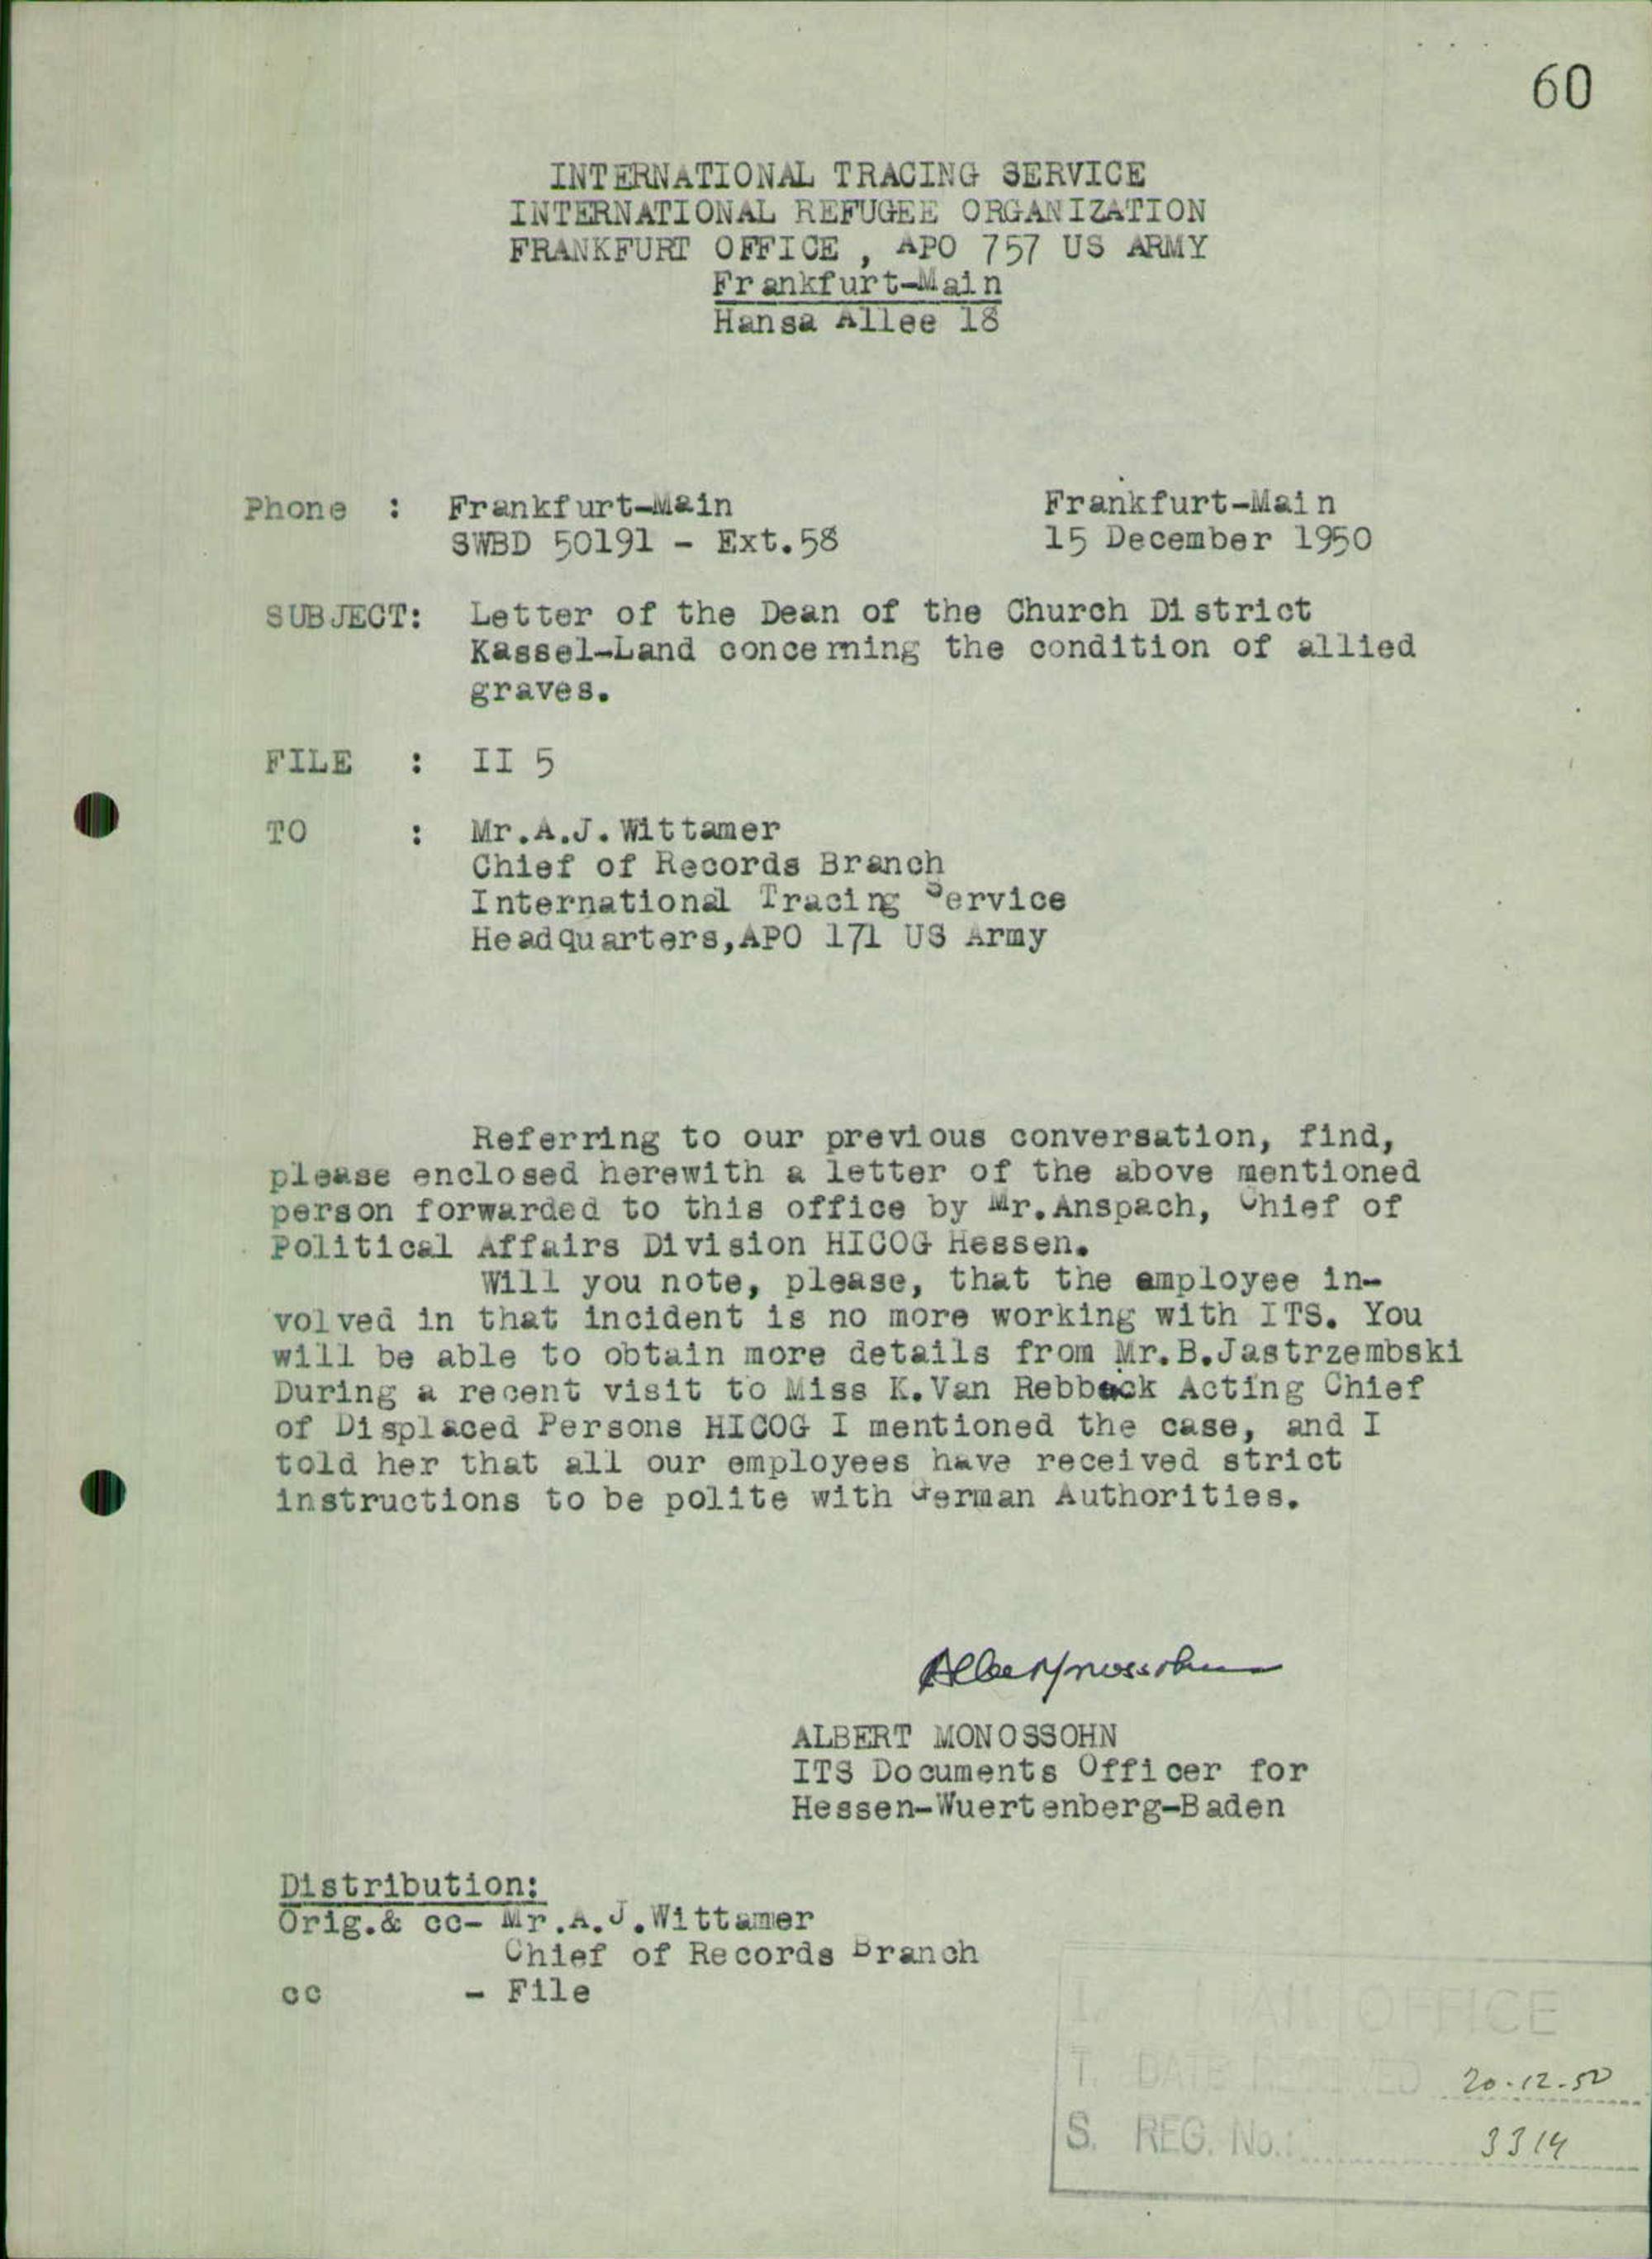 60
INTERNATIONAL TRACING SERVICE
INTERNATIONAL REFUGEE ORGANIZATION
FRANKFURT OFFICE , APO 757 US ARMY
Frankfurt-Main
Hansa Allee 18
Phone : Frankfurt-Main Frankfurt-Main
SWBD 50191 - Ext.58 15 December 1950
SUBJECT: Letter of the Dean of the Church District
Kassel-Land concerning the condition of allied
graves.
FILE : II 5
TO : Mr.A.J.Wittamer
Chief of Records Branch
International Tracing Service
Headquarters,APO 171 US Army
Referring to our previous conversation, find,
please enclosed herewith a letter of the above mentioned
person forwarded to this office by Mr.Anspach, Chief of
Political Affairs Division HICOG Hessen.
Will you note, please, that the employee in-
volved in that incident is no more working with ITS. You
will be able to obtain more details from Mr.B.Jastrzembski
During a recent visit to Miss K.Van Rebback Acting Chief
of Displaced Persons HICOG I mentioned the case, and I
told her that all our employees have received strict
instructions to be polite with German Authorities.
ALBERT MONOSSOHN
ITS Documents Officer for
Hessen-Wuertenberg-Baden
Distribution:
Orig.& cc- Mr.A.J.Wittamer
Chief of Records Branch
cc - File
I. MAIL OFFICE
T. DATE RECEIVED 20.12.50
S. REG. No.: 3314